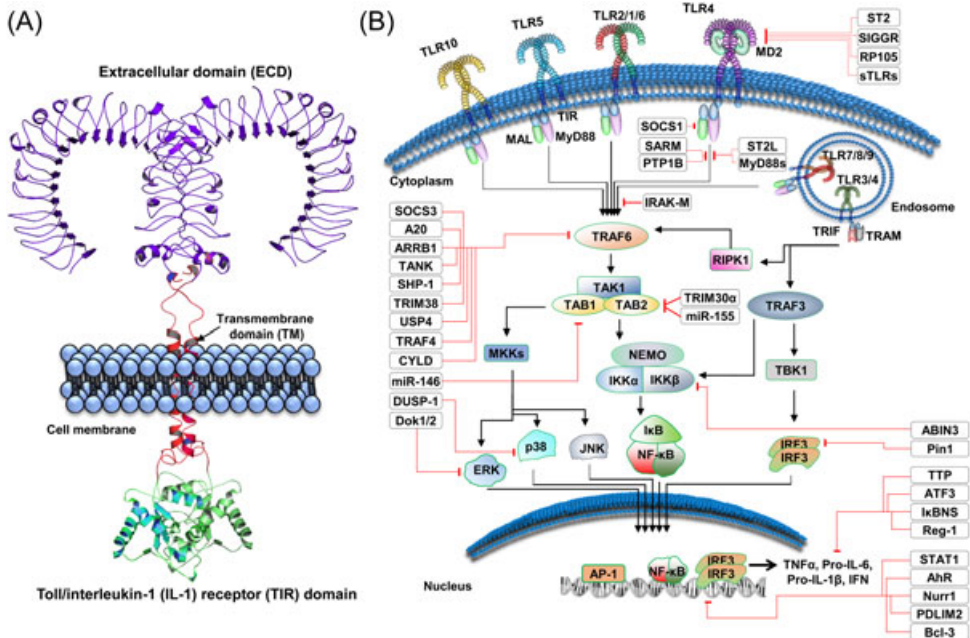 (A)
Extracellular domain (ECD)
Transmembrane
domain (TM)
Cell membrane
Toll/interleukin-1 (IL-1) receptor (TIR) domain
(B)
TLR10
TLR5
TLR2/1/6
TLR4
MD2
ST2
SIGGR
RP105
sTLRs
TIR
MAL
MyD88
SOCS1
SARM
PTP1B
ST2L
MyD88s
Cytoplasm
TLR7/8/9
TLR3/4
Endosome
TRIF
TRAM
IRAK-M
SOCS3
A20
ARRB1
TANK
SHP-1
TRIM38
USP4
TRAF4
CYLD
miR-146
DUSP-1
Dok1/2
TRAF6
RIPK1
TAK1
TAB1
TAB2
TRIM30α
miR-155
TRAF3
MKKs
NEMO
IKKα
IKKβ
TBK1
ERK
p38
JNK
IκB
NF-κB
IRF3
IRF3
ABIN3
Pin1
TTP
ATF3
IκBNS
Reg-1
Nucleus
AP-1
NF-κB
IRF3
IRF3
TNFα, Pro-IL-6,
Pro-IL-1β, IFN
STAT1
AhR
Nurr1
PDLIM2
Bcl-3